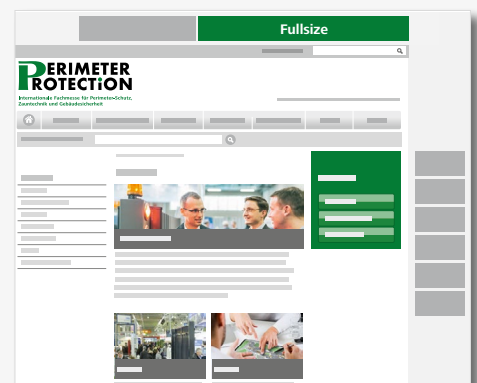 Fullsize
PERIMETER
PROTECTION
Internationale Fachmesse für Perimeter-Schutz,
Zauntechnik und Gebäudesicherheit